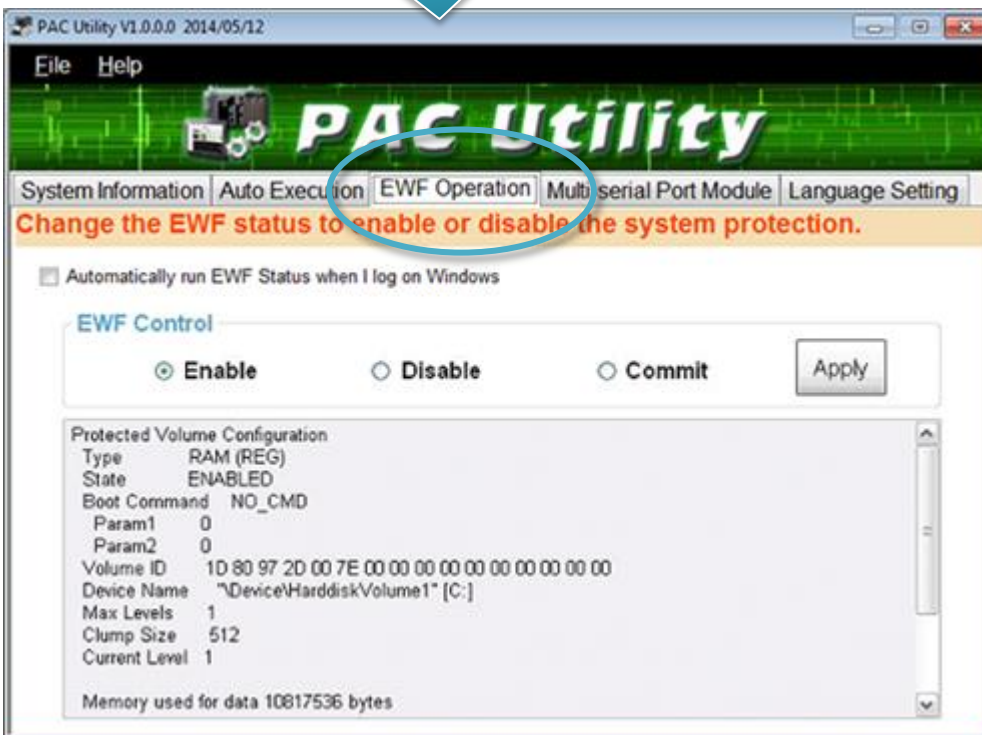 PAC Utility V1.0.0.0 2014/05/12
File Help
PAC Utility
System Information Auto Execution EWF Operation Multi-serial Port Module Language Setting
Change the EWF status to enable or disable the system protection.
Automatically run EWF Status when I log on Windows
EWF Control
Enable Disable Commit Apply
Protected Volume Configuration
Type RAM (REG)
State ENABLED
Boot Command NO_CMD
Param1 0
Param2 0
Volume ID 1D 80 97 2D 00 7E 00 00 00 00 00 00 00 00 00 00
Device Name "\Device\HarddiskVolume1" [C:]
Max Levels 1
Clump Size 512
Current Level 1
Memory used for data 10817536 bytes